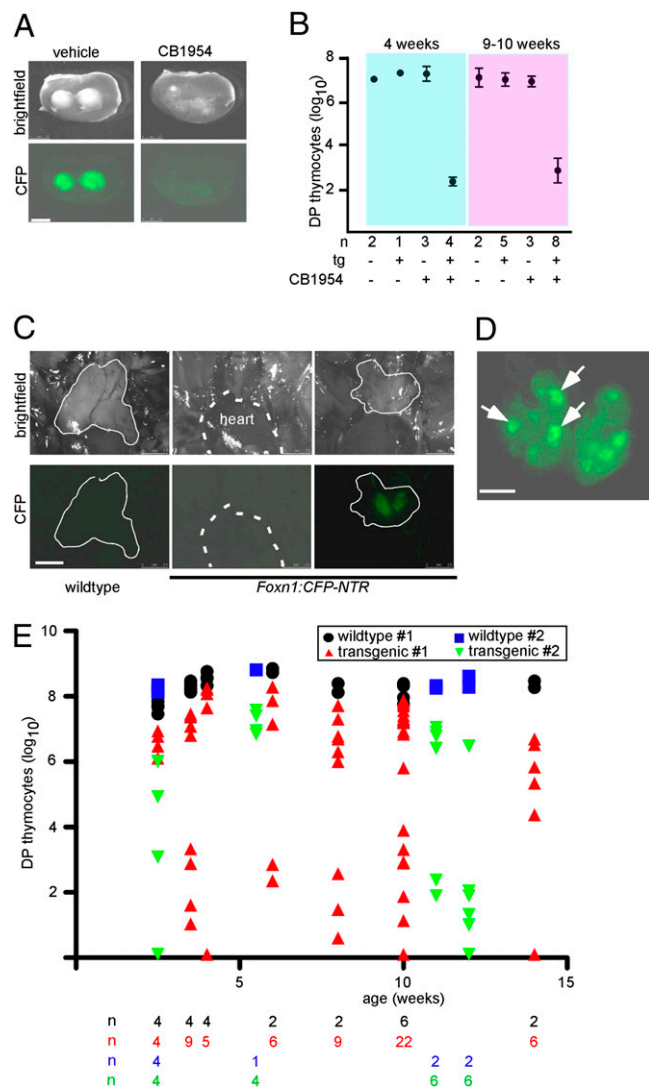 A
vehicle CB1954
brightfield
CFP
B
4 weeks 9-10 weeks
DP thymocytes (log10)
8
6
4
2
n 2 1 3 4 2 5 3 8
tg - + - + - + - +
CB1954 - - + + - - + +
C
brightfield
heart
CFP
wildtype Foxn1:CFP-NTR
D
E
wildtype #1 wildtype #2
transgenic #1 transgenic #2
DP thymocytes (log10)
10
8
6
4
2
5 10 15
age (weeks)
n 4 4 4 2 2 6 2
n 4 9 5 6 9 22 6
n 4 1 2 2
n 4 4 6 6